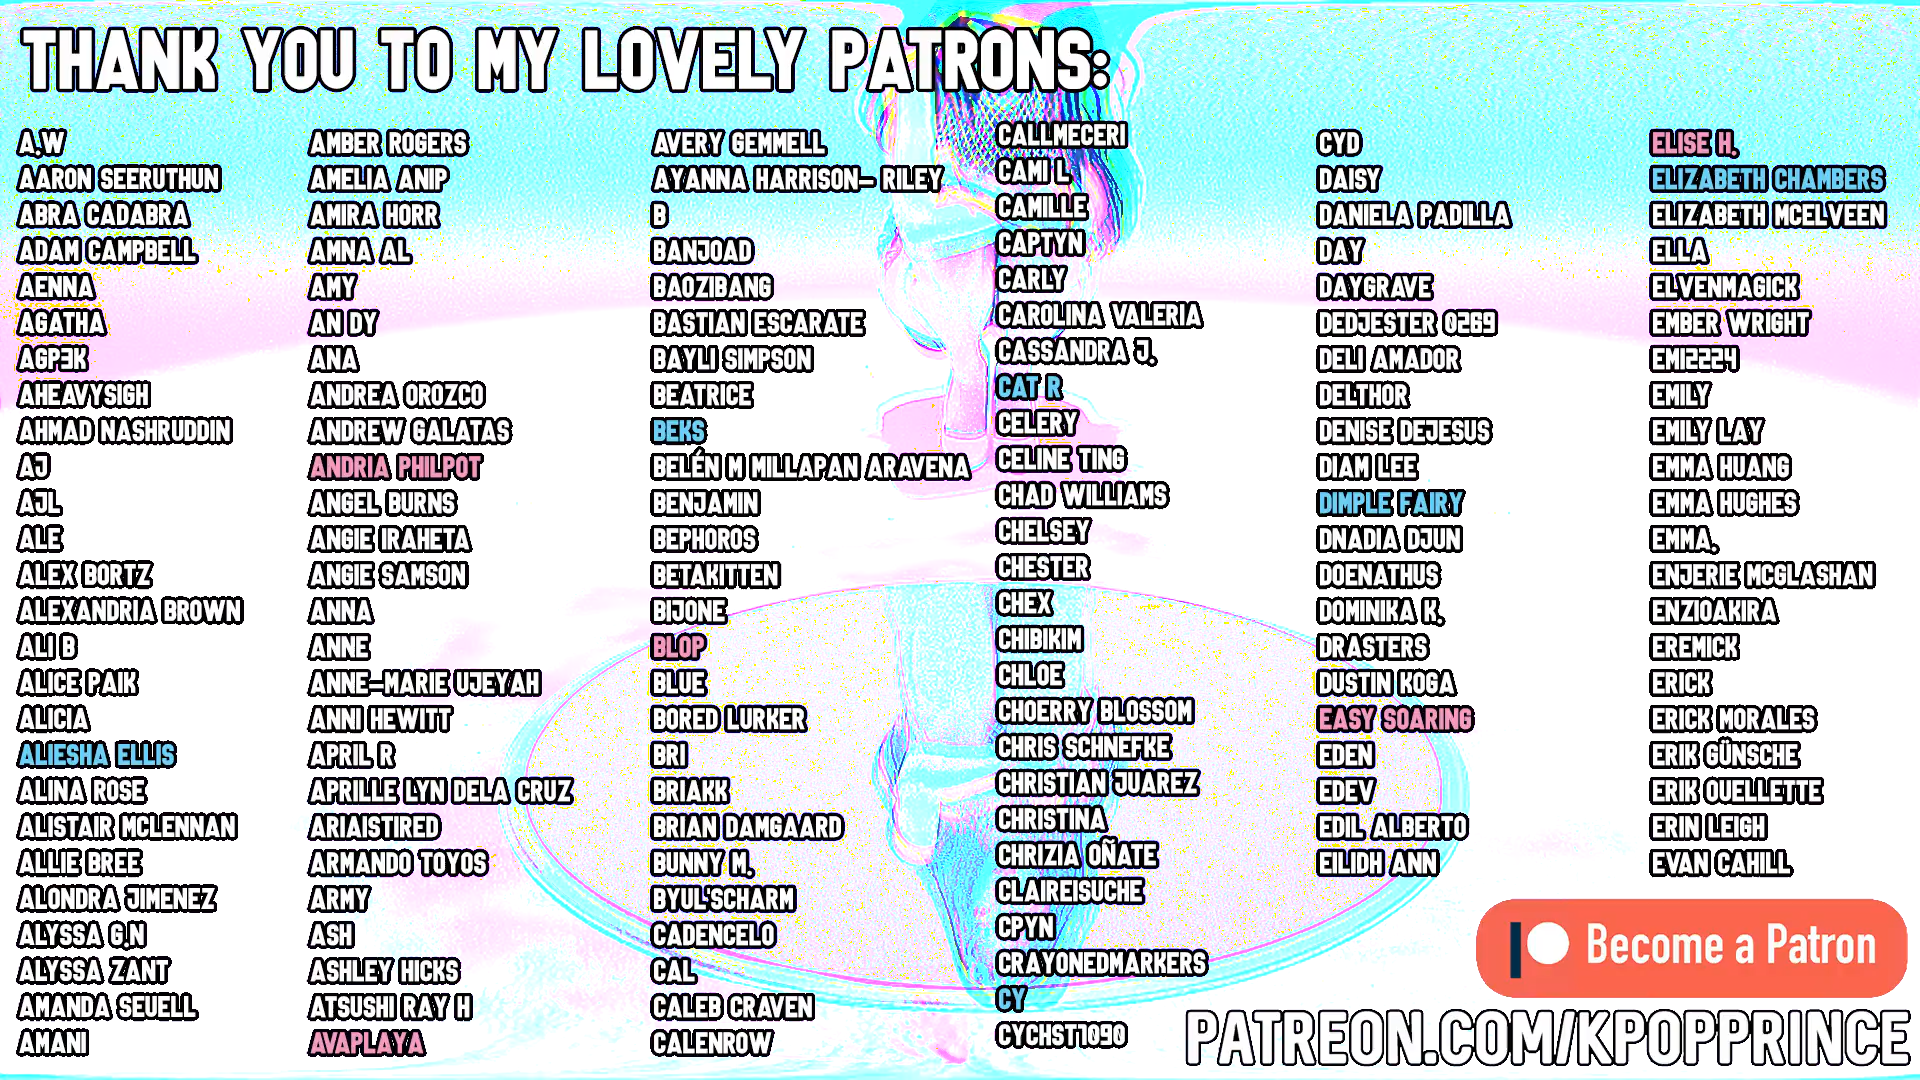 THANK YOU TO MY LOVELY PATRONS:
A.W
AARON SEERUTHUN
ABRA CADABRA
ADAM CAMPBELL
AENNA
AGATHA
AGP3K
AHEAVYSIGH
AHMAD NASHRUDDIN
AJ
AJL
ALE
ALEX BORTZ
ALEXANDRIA BROWN
ALI B
ALICE PAIK
ALICIA
ALIESHA ELLIS
ALINA ROSE
ALISTAIR MCLENNAN
ALLIE BREE
ALONDRA JIMENEZ
ALYSSA G.N
ALYSSA ZANT
AMANDA SEUELL
AMANI
AMBER ROGERS
AMELIA ANIP
AMIRA HORR
AMNA AL
AMY
AN DY
ANA
ANDREA OROZCO
ANDREW GALATAS
ANDRIA PHILPOT
ANGEL BURNS
ANGIE IRAHETA
ANGIE SAMSON
ANNA
ANNE
ANNE-MARIE UJEYAH
ANNI HEWITT
APRIL R
APRILLE LYN DELA CRUZ
ARIAISTIRED
ARMANDO TOYOS
ARMY
ASH
ASHLEY HICKS
ATSUSHI RAY H
AVAPLAYA
AVERY GEMMELL
AYANNA HARRISON- RILEY
B
BANJOAD
BAOZIBANG
BASTIAN ESCARATE
BAYLI SIMPSON
BEATRICE
BEKS
BELÉN M MILLAPAN ARAVENA
BENJAMIN
BEPHOROS
BETAKITTEN
BIJONE
BLOP
BLUE
BORED LURKER
BRI
BRIAKK
BRIAN DAMGAARD
BUNNY M.
BYUL'SCHARM
CADENCELO
CAL
CALEB CRAVEN
CALENROW
CALLMECERI
CAMI L
CAMILLE
CAPTYN
CARLY
CAROLINA VALERIA
CASSANDRA J.
CAT R
CELERY
CELINE TING
CHAD WILLIAMS
CHELSEY
CHESTER
CHEX
CHIBIKIM
CHLOE
CHOERRY BLOSSOM
CHRIS SCHNEFKE
CHRISTIAN JUAREZ
CHRISTINA
CHRIZIA OÑATE
CLAIREISUCHE
CPYN
CRAYONEDMARKERS
CY
CYCHST1090
CYD
DAISY
DANIELA PADILLA
DAY
DAYGRAVE
DEDJESTER 0269
DELI AMADOR
DELTHOR
DENISE DEJESUS
DIAM LEE
DIMPLE FAIRY
DNADIA DJUN
DOENATHUS
DOMINIKA K.
DRASTERS
DUSTIN KOGA
EASY SOARING
EDEN
EDEV
EDIL ALBERTO
EILIDH ANN
ELISE H.
ELIZABETH CHAMBERS
ELIZABETH MCELVEEN
ELLA
ELVENMAGICK
EMBER WRIGHT
EMI2224
EMILY
EMILY LAY
EMMA HUANG
EMMA HUGHES
EMMA.
ENJERIE MCGLASHAN
ENZIOAKIRA
EREMICK
ERICK
ERICK MORALES
ERIK GÜNSCHE
ERIK OUELLETTE
ERIN LEIGH
EVAN CAHILL
Become a Patron
PATREON.COM/KPOPPRINCE